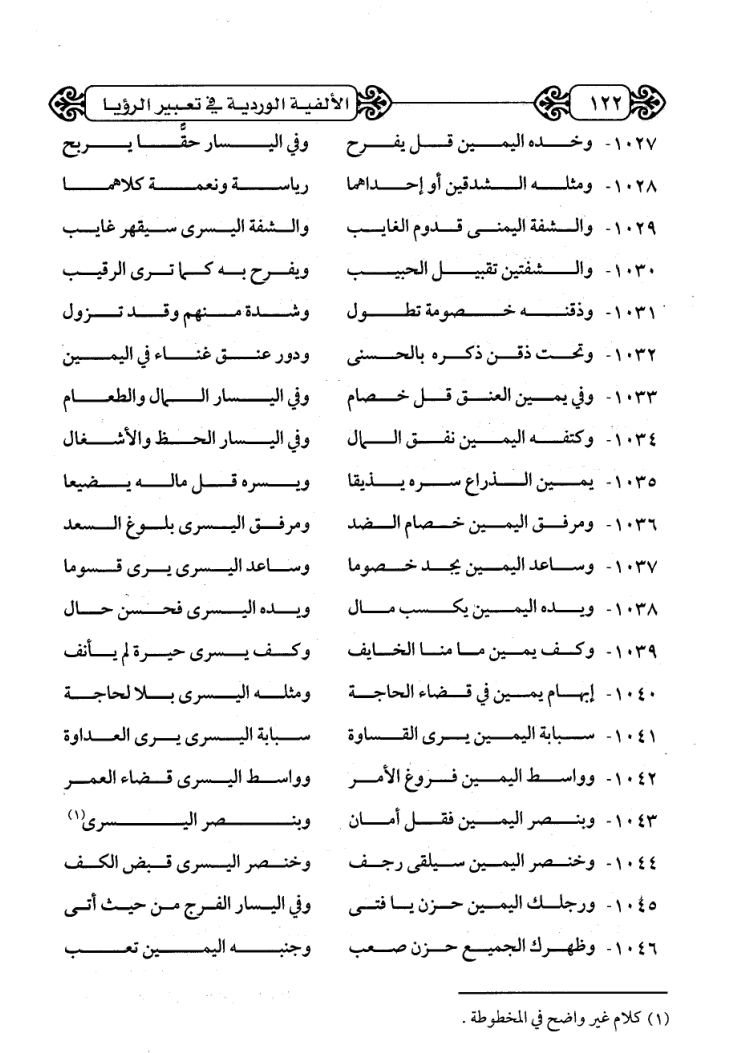 ١٢٢ الألفية الوردية في تعبير الرؤيا
١٠٢٧- وخده اليمين قل يفرح وفي اليسار حقًّا يربح
١٠٢٨- ومثله الشدقين أو إحداهما رياسة ونعمة كلاهما
١٠٢٩- والشفة اليمنى قدوم الغايب والشفة اليسرى سيقهر غايب
١٠٣٠- والشفتين تقبيل الحبيب ويفرح به كما ترى الرقيب
١٠٣١- وذقنه خصومة تطول وشدة منهم وقد تزول
١٠٣٢- وتحت ذقن ذكره بالحسنى ودور عنق غناء في اليمين
١٠٣٣- وفي يمين العنق قل خصام وفي اليسار المال والطعام
١٠٣٤- وكتفه اليمين نفق المال وفي اليسار الحظ والأشغال
١٠٣٥- يمين الذراع سره يذيقا ويسره قل ماله يضيعا
١٠٣٦- ومرفق اليمين خصام الضد ومرفق اليسرى بلوغ السعد
١٠٣٧- وساعد اليمين يجد خصوما وساعد اليسرى يرى قسوما
١٠٣٨- ويده اليمين يكسب مال ويده اليسرى فحسن حال
١٠٣٩- وكف يمين ما منا الخايف وكف يسرى حيرة لم يأنف
١٠٤٠- إبهام يمين في قضاء الحاجة ومثله اليسرى بلا لحاجة
١٠٤١- سبابة اليمين يرى القساوة سبابة اليسرى يرى العداوة
١٠٤٢- وواسط اليمين فروغ الأمر وواسط اليسرى قضاء العمر
١٠٤٣- وبنصر اليمين فقل أمان وبنصر اليسرى(١)
١٠٤٤- وخنصر اليمين سيلقى رجف وخنصر اليسرى قبض الكف
١٠٤٥- ورجلك اليمين حزن يا فتى وفي اليسار الفرج من حيث أتى
١٠٤٦- وظهرك الجميع حزن صعب وجنبه اليمين تعب
(١) كلام غير واضح في المخطوطة .